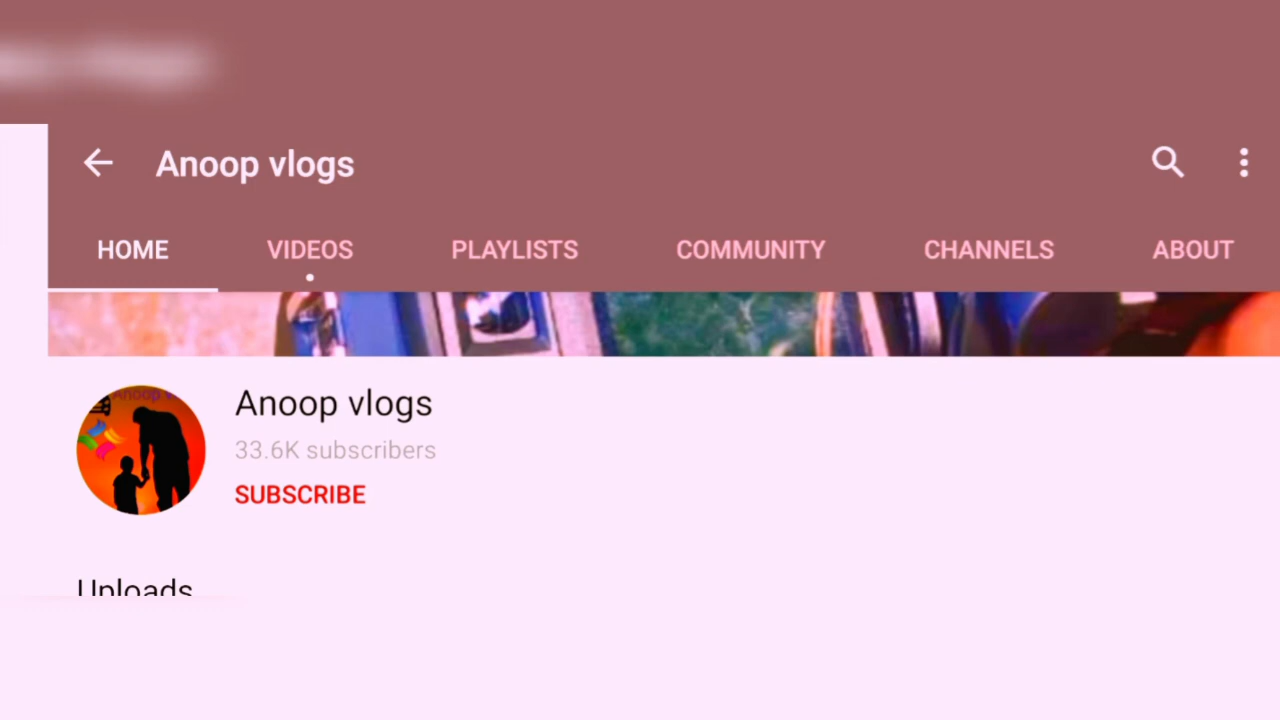 Anoop vlogs
HOME VIDEOS PLAYLISTS COMMUNITY CHANNELS ABOUT
Anoop vlogs
33.6K subscribers
SUBSCRIBE
Uploads